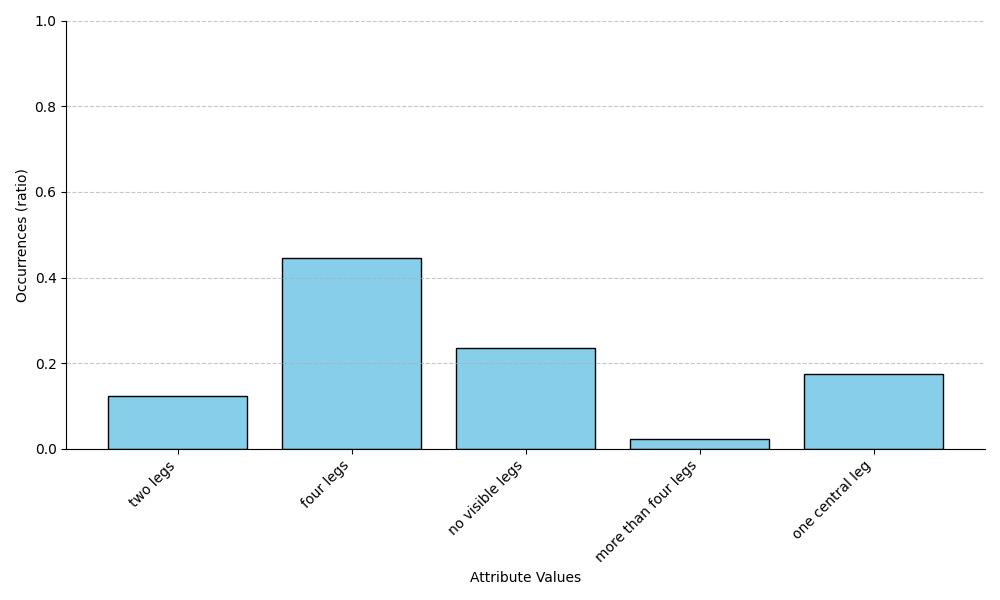 1.0
0.8
0.6
0.4
0.2
0.0
Occurrences (ratio)
two legs
four legs
no visible legs
more than four legs
one central leg
Attribute Values